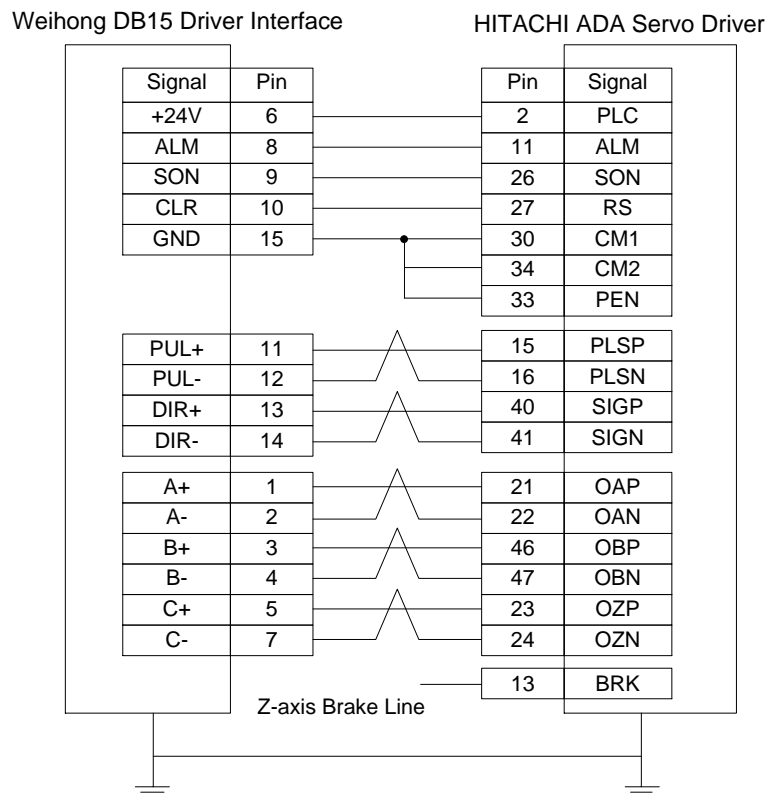 Weihong DB15 Driver Interface HITACHI ADA Servo Driver
Signal Pin Pin Signal
+24V 6 2 PLC
ALM 8 11 ALM
SON 9 26 SON
CLR 10 27 RS
GND 15 30 CM1
34 CM2
33 PEN
PUL+ 11 15 PLSP
PUL- 12 16 PLSN
DIR+ 13 40 SIGP
DIR- 14 41 SIGN
A+ 1 21 OAP
A- 2 22 OAN
B+ 3 46 OBP
B- 4 47 OBN
C+ 5 23 OZP
C- 7 24 OZN
13 BRK
Z-axis Brake Line